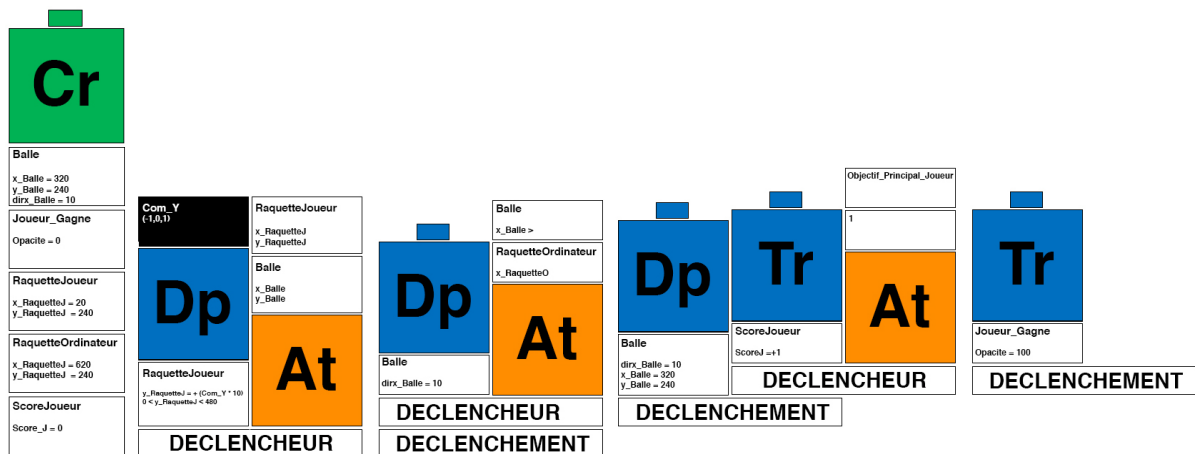 Cr
Balle
x_Balle = 320
y_Balle = 240
dirx_Balle = 10
Joueur_Gagne
Opacite = 0
RaquetteJoueur
x_RaquetteJ = 20
y_RaquetteJ = 240
RaquetteOrdinateur
x_RaquetteJ = 620
y_RaquetteJ = 240
ScoreJoueur
Score_J = 0
Com_Y
(-1,0,1)
Dp
RaquetteJoueur
y_RaquetteJ = + (Com_Y * 10)
0 < y_RaquetteJ < 480
RaquetteJoueur
x_RaquetteJ
y_RaquetteJ
Balle
x_Balle
y_Balle
At
DECLENCHEUR
Dp
Balle
dirx_Balle = 10
Balle
x_Balle >
RaquetteOrdinateur
x_RaquetteO
At
DECLENCHEUR
DECLENCHEMENT
Dp
Balle
dirx_Balle = 10
x_Balle = 320
y_Balle = 240
DECLENCHEMENT
Tr
ScoreJoueur
ScoreJ =+1
Objectif_Principal_Joueur
1
At
DECLENCHEUR
Tr
Joueur_Gagne
Opacite = 100
DECLENCHEMENT